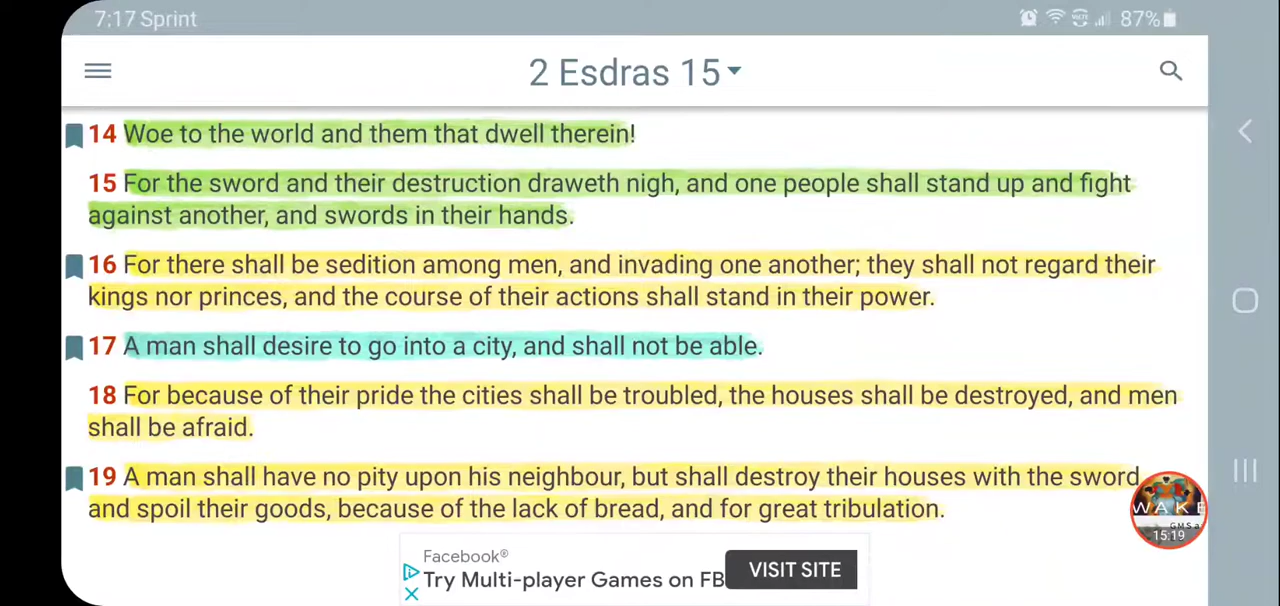 7:17 Sprint
87%
2 Esdras 15
14 Woe to the world and them that dwell therein!
15 For the sword and their destruction draweth nigh, and one people shall stand up and fight
against another, and swords in their hands.
16 For there shall be sedition among men, and invading one another; they shall not regard their
kings nor princes, and the course of their actions shall stand in their power.
17 A man shall desire to go into a city, and shall not be able.
18 For because of their pride the cities shall be troubled, the houses shall be destroyed, and men
shall be afraid.
19 A man shall have no pity upon his neighbour, but shall destroy their houses with the sword
and spoil their goods, because of the lack of bread, and for great tribulation.
WAKE
GMS a
15:19
Facebook®
Try Multi-player Games on FB
VISIT SITE